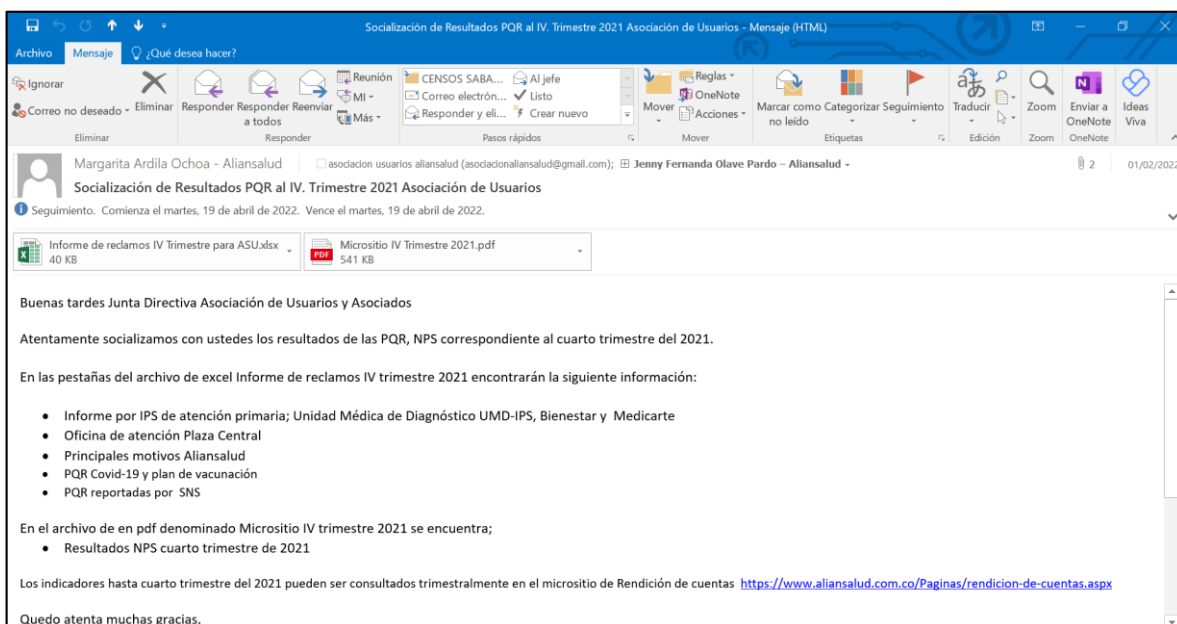 Socialización de Resultados PQR al IV. Trimestre 2021 Asociación de Usuarios - Mensaje (HTML)
Archivo Mensaje ¿Qué desea hacer?
Ignorar
Correo no deseado
Eliminar
Responder Responder a todos Reenviar
Reunión
MI
Más
CENSOS SABA... Al jefe
Correo electrón... Listo
Responder y eli... Crear nuevo
Mover
Reglas
OneNote
Acciones
Marcar como no leído Categorizar Seguimiento
Traducir
Zoom
Enviar a OneNote
Ideas Viva
Eliminar Responder Pasos rápidos Mover Etiquetas Edición Zoom OneNote
Margarita Ardila Ochoa - Aliansalud asociacion usuarios aliansalud (asociacionaliansalud@gmail.com); Jenny Fernanda Olave Pardo – Aliansalud 2 01/02/2022
Socialización de Resultados PQR al IV. Trimestre 2021 Asociación de Usuarios
Seguimiento. Comienza el martes, 19 de abril de 2022. Vence el martes, 19 de abril de 2022.
Informe de reclamos IV Trimestre para ASU.xlsx
40 KB
PDF
Micrositio IV Trimestre 2021.pdf
541 KB
Buenas tardes Junta Directiva Asociación de Usuarios y Asociados
Atentamente socializamos con ustedes los resultados de las PQR, NPS correspondiente al cuarto trimestre del 2021.
En las pestañas del archivo de excel Informe de reclamos IV trimestre 2021 encontrarán la siguiente información:
• Informe por IPS de atención primaria; Unidad Médica de Diagnóstico UMD-IPS, Bienestar y Medicarte
• Oficina de atención Plaza Central
• Principales motivos Aliansalud
• PQR Covid-19 y plan de vacunación
• PQR reportadas por SNS
En el archivo de en pdf denominado Micrositio IV trimestre 2021 se encuentra;
• Resultados NPS cuarto trimestre de 2021
Los indicadores hasta cuarto trimestre del 2021 pueden ser consultados trimestralmente en el micrositio de Rendición de cuentas https://www.aliansalud.com.co/Paginas/rendicion-de-cuentas.aspx
Quedo atenta muchas gracias.